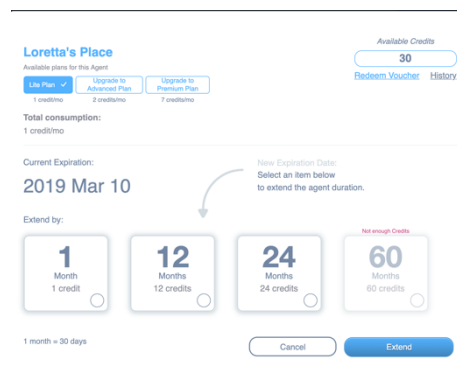 Loretta's Place
Available plans for this Agent
Lite Plan ✓
Upgrade to
Advanced Plan
Upgrade to
Premium Plan
1 credit/mo
2 credits/mo
7 credits/mo
Total consumption:
1 credit/mo
Available Credits
30
Redeem Voucher History
Current Expiration:
2019 Mar 10
New Expiration Date:
Select an item below
to extend the agent duration.
Extend by:
1
Month
1 credit
12
Months
12 credits
24
Months
24 credits
Not enough Credits
60
Months
60 credits
1 month = 30 days
Cancel
Extend